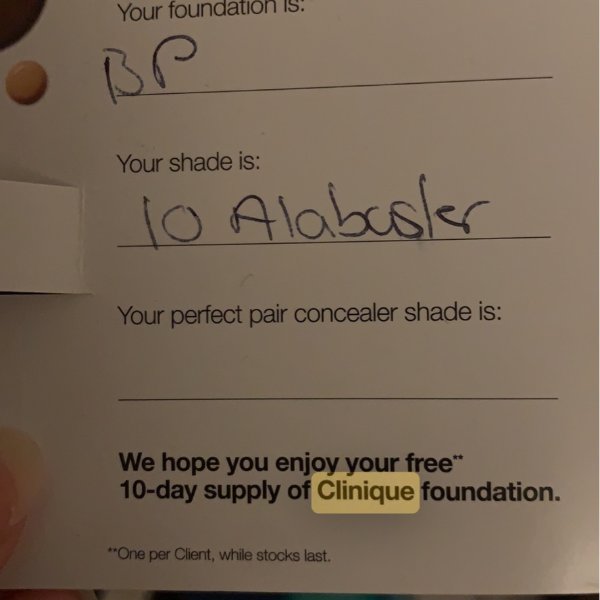 Your foundation is:
BP
Your shade is:
10 Alabaster
Your perfect pair concealer shade is:
We hope you enjoy your free**
10-day supply of Clinique foundation.
**One per Client, while stocks last.